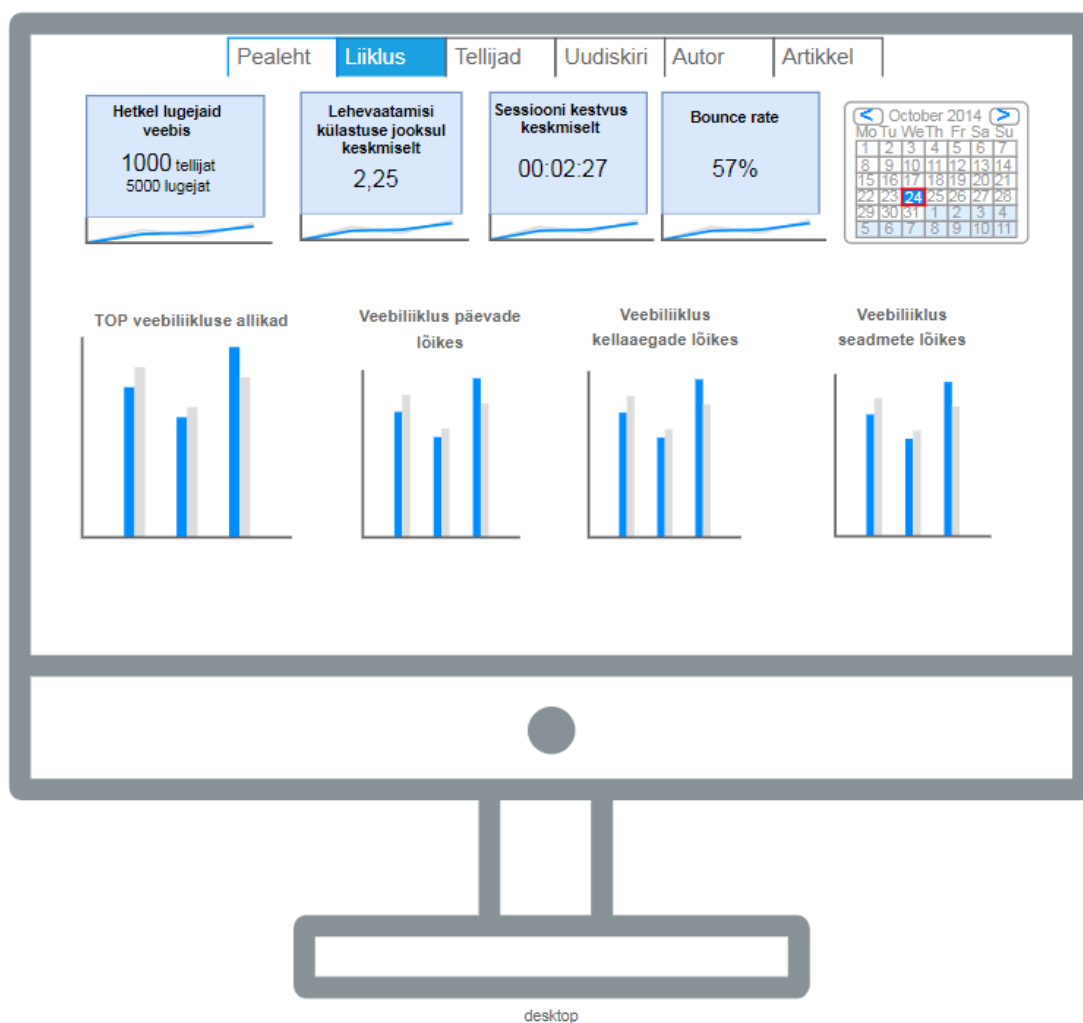 Pealeht Liiklus Tellijad Uudiskiri Autor Artikkel
Hetkel lugejaid
veebis
1000 tellijat
5000 lugejat
Lehevaatamisi
külastuse jooksul
keskmiselt
2,25
Sessiooni kestvus
keskmiselt
00:02:27
Bounce rate
57%
< October 2014 >
Mo Tu We Th Fr Sa Su
1 2 3 4 5 6 7
8 9 10 11 12 13 14
15 16 17 18 19 20 21
22 23 24 25 26 27 28
29 30 31 1 2 3 4
5 6 7 8 9 10 11
TOP veebiliikluse allikad
Veebiliiklus päevade
lõikes
Veebiliiklus
kellaaegade lõikes
Veebiliiklus
seadmete lõikes
desktop